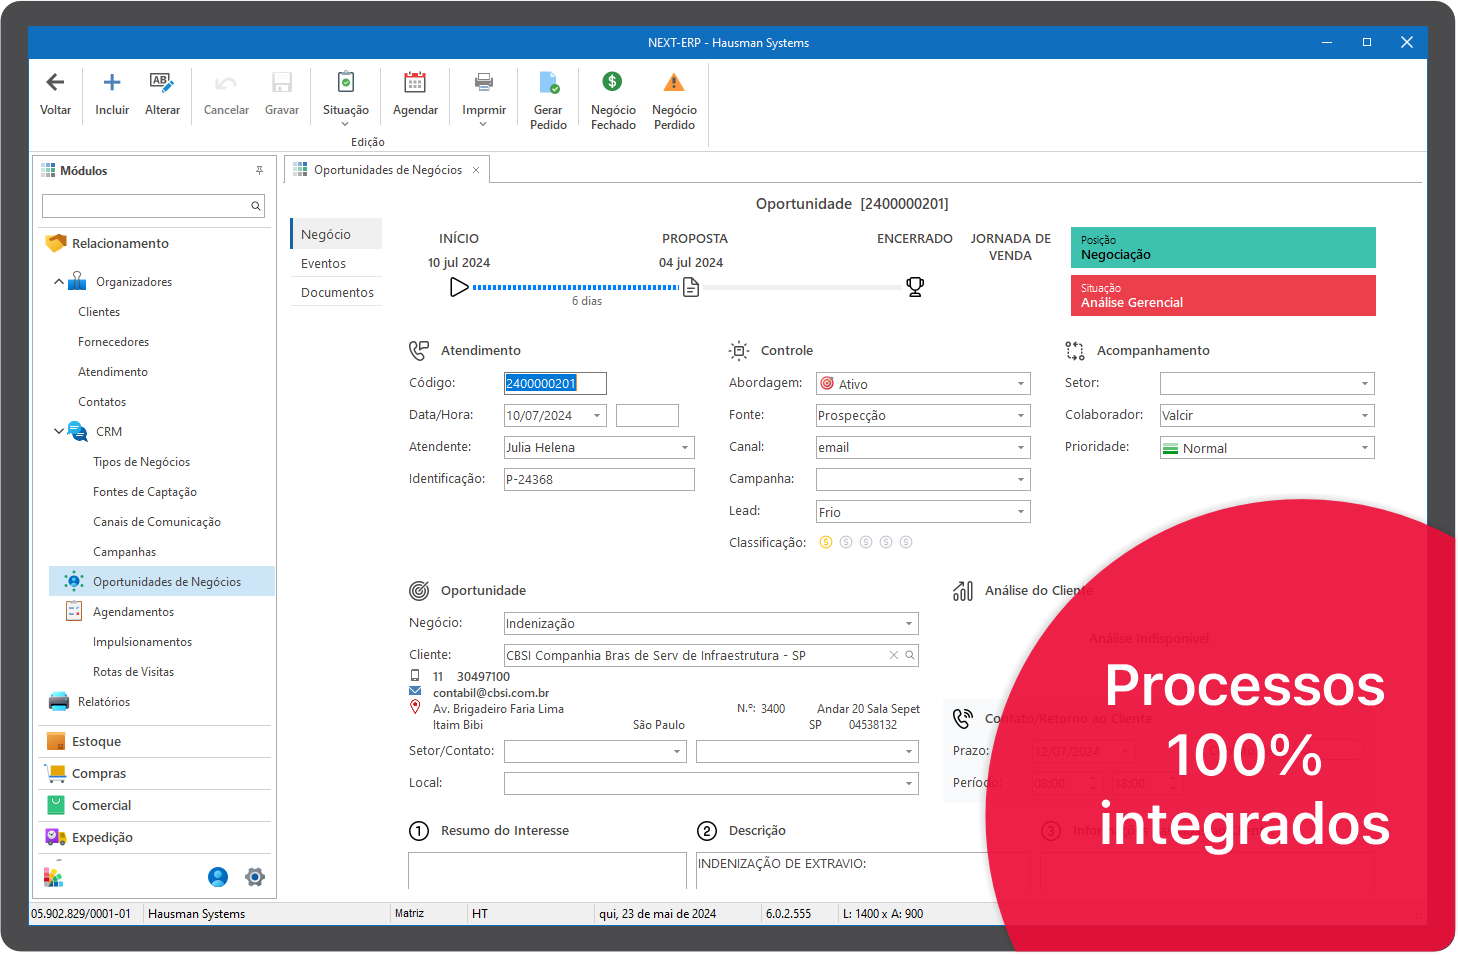 NEXT-ERP - Hausman Systems
Voltar
Incluir
Alterar
Cancelar
Gravar
Situação
Agendar
Imprmir
Gerar Pedido
Negócio Fechado
Negócio Perdido
Edição
Módulos
Relacionamento
Organizadores
Clientes
Fornecedores
Atendimento
Contatos
CRM
Tipos de Negócios
Fontes de Captação
Canais de Comunicação
Campanhas
Oportunidades de Negócios
Agendamentos
Impulsionamentos
Rotas de Visitas
Relatórios
Estoque
Compras
Comercial
Expedição
Oportunidades de Negócios
Oportunidade [2400000201]
Negócio
Eventos
Documentos
INÍCIO
10 jul 2024
6 dias
PROPOSTA
04 jul 2024
ENCERRADO
JORNADA DE
VENDA
Posição
Negociação
Situação
Análise Gerencial
Atendimento
Código: 2400000201
Data/Hora: 10/07/2024
Atendente: Julia Helena
Identificação: P-24368
Controle
Abordagem: Ativo
Fonte: Prospecção
Canal: email
Campanha:
Lead: Frio
Classificação:
Acompanhamento
Setor:
Colaborador: Valcir
Prioridade: Normal
Oportunidade
Negócio: Indenização
Cliente: CBSI Companhia Bras de Serv de Infraestrutura - SP
11 30497100
contabil@cbsi.com.br
Av. Brigadeiro Faria Lima N.º: 3400 Andar 20 Sala Sepet
Itaim Bibi São Paulo SP 04538132
Setor/Contato:
Local:
Análise do Cliente
Análise Indisponível
Contato/Retorno ao Cliente
Prazo: 12/07/2024
Período: 08:00 18:00
1 Resumo do Interesse
2 Descrição
INDENIZAÇÃO DE EXTRAVIO:
3
Processos
100%
integrados
05.902.829/0001-01 Hausman Systems Matriz HT qui, 23 de mai de 2024 6.0.2.555 L: 1400 x A: 900